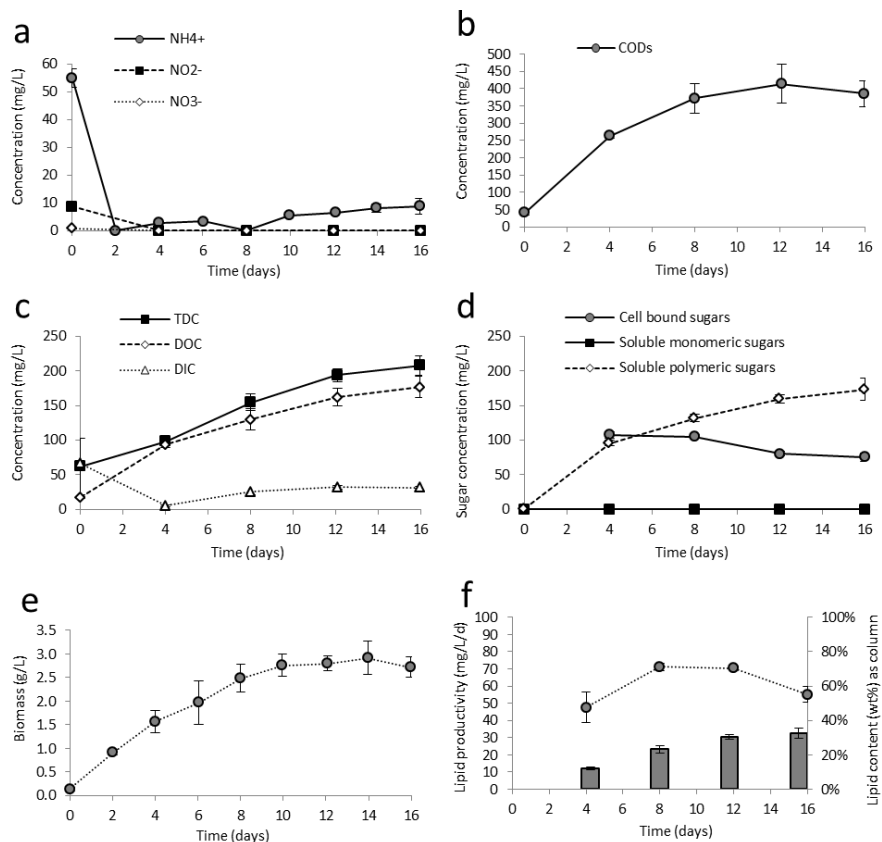 a
NH4+
NO2-
NO3-
Concentration (mg/L)
60
50
40
30
20
10
0
0 2 4 6 8 10 12 14 16
Time (days)
b
CODs
Concentration (mg/L)
500
450
400
350
300
250
200
150
100
50
0
0 2 4 6 8 10 12 14 16
Time (days)
c
TDC
DOC
DIC
Concentration (mg/L)
250
200
150
100
50
0
0 2 4 6 8 10 12 14 16
Time (days)
d
Cell bound sugars
Soluble monomeric sugars
Soluble polymeric sugars
Sugar concentration (mg/L)
250
200
150
100
50
0
0 2 4 6 8 10 12 14 16
Time (days)
e
Biomass (g/L)
3.5
3.0
2.5
2.0
1.5
1.0
0.5
0.0
0 2 4 6 8 10 12 14 16
Time (days)
f
Lipid productivity (mg/L/d)
100
90
80
70
60
50
40
30
20
10
0
0 2 4 6 8 10 12 14 16
Time (days)
100%
80%
60%
40%
20%
0%
Lipid content (wt%) as column